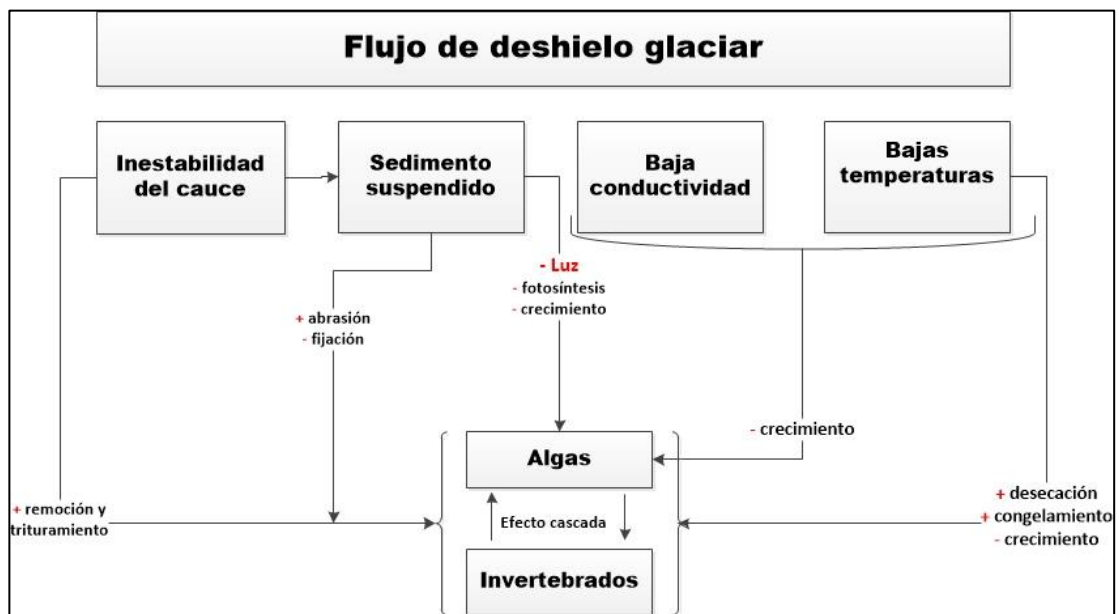 Flujo de deshielo glaciar
Inestabilidad
del cauce
Sedimento
suspendido
Baja
conductividad
Bajas
temperaturas
- Luz
- fotosíntesis
- crecimiento
+ abrasión
- fijación
- crecimiento
Algas
+ remoción y
trituramiento
Efecto cascada
+ desecación
+ congelamiento
- crecimiento
Invertebrados